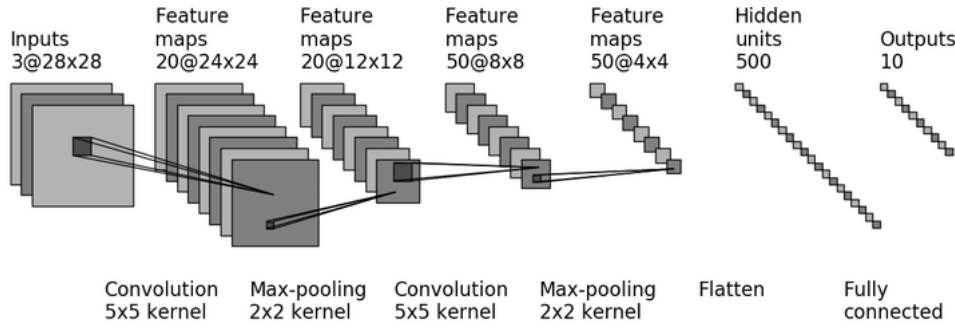 Inputs
3@28x28
Feature
maps
20@24x24
Feature
maps
20@12x12
Feature
maps
50@8x8
Feature
maps
50@4x4
Hidden
units
500
Outputs
10
Convolution
5x5 kernel
Max-pooling
2x2 kernel
Convolution
5x5 kernel
Max-pooling
2x2 kernel
Flatten
Fully
connected